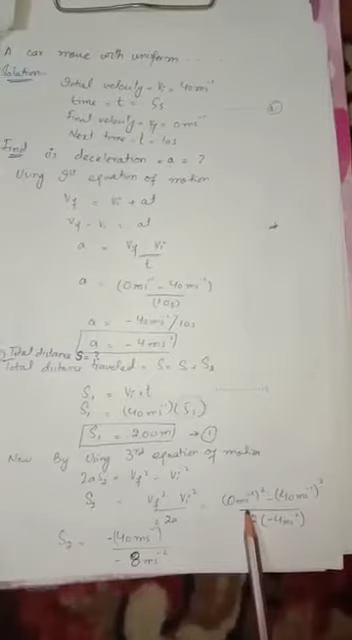 A car move with uniform ....
Solution
Intial velocity = Vi = 40ms⁻¹
time = t = 5s
Final velocity = Vf = 0ms⁻¹
Next time = t = 10s
Find is deceleration = a = ?
Using 1st equation of motion
Vf = Vi + at
Vf - Vi = at
a = Vf - Vi / t
a = (0ms⁻¹ - 40ms⁻¹) / (10s)
a = -40ms⁻¹/10s
a = -4ms⁻²
Total distance S = ?
Total distance traveled = S = S₁ + S₂
S₁ = Vi × t
S₁ = (40ms⁻¹)(5s)
S₁ = 200m → ①
Now By Using 3rd equation of motion
2aS₂ = Vf² - Vi²
S₂ = Vf² - Vi² / 2a = (0ms⁻¹)² - (40ms⁻¹)² / 2(-4ms⁻²)
S₂ = -(40ms⁻¹) / -8ms⁻²